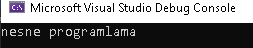 Microsoft Visual Studio Debug Console
nesne programlama